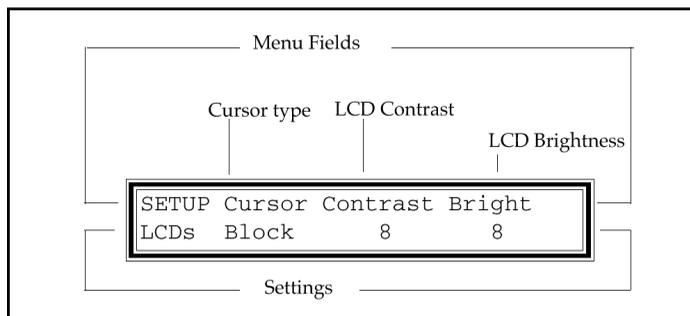 Menu Fields
Cursor type LCD Contrast
LCD Brightness
SETUP Cursor Contrast Bright
LCDs Block 8 8
Settings